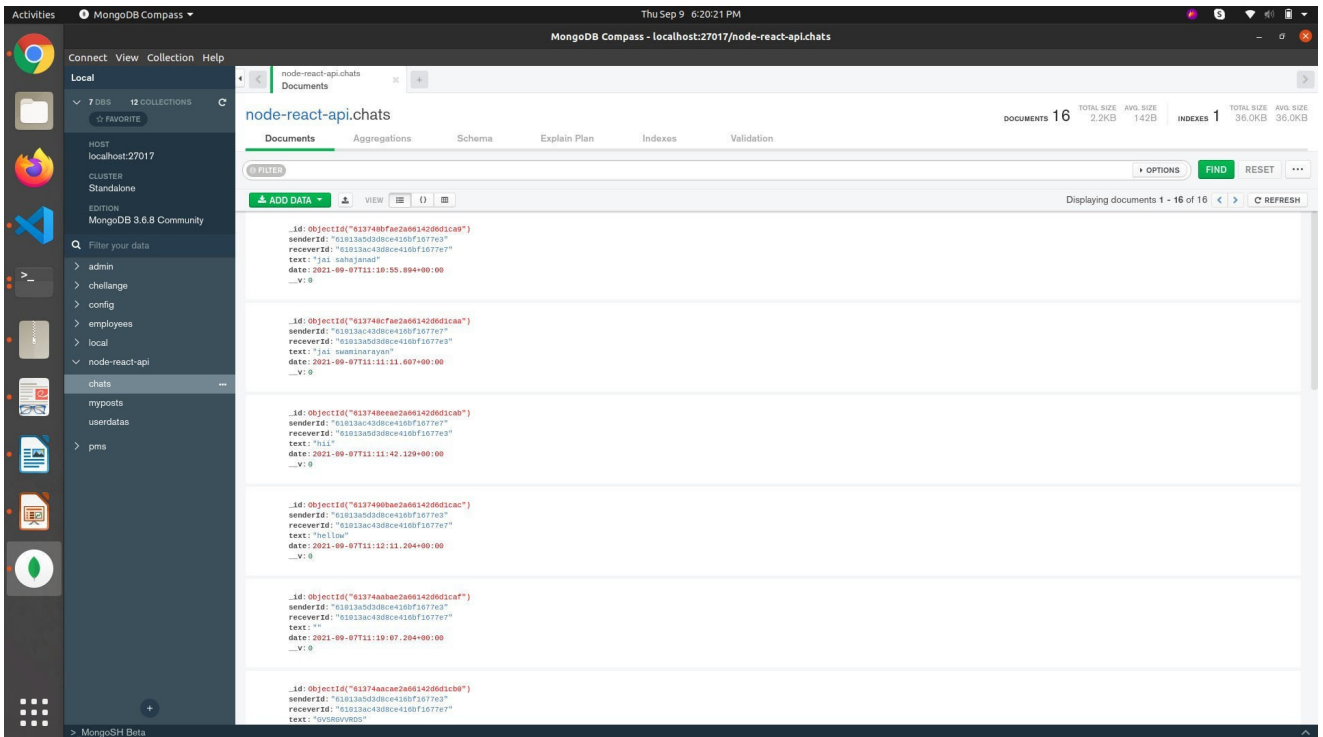 Activities MongoDB Compass Thu Sep 9 6:20:21 PM
MongoDB Compass - localhost:27017/node-react-api.chats
Connect View Collection Help
Local
7 DBS 12 COLLECTIONS
FAVORITE
HOST
localhost:27017
CLUSTER
Standalone
EDITION
MongoDB 3.6.8 Community
Filter your data
admin
chellange
config
employees
local
node-react-api
chats
myposts
userdatas
pms
node-react-api.chats
Documents
node-react-api.chats
DOCUMENTS 16 TOTAL SIZE 2.2KB AVG. SIZE 142B INDEXES 1 TOTAL SIZE 36.0KB AVG. SIZE 36.0KB
Documents Aggregations Schema Explain Plan Indexes Validation
FILTER OPTIONS FIND RESET
ADD DATA VIEW {} Displaying documents 1 - 16 of 16 REFRESH
_id: ObjectId("613748bfae2a66142d6d1ca9")
senderId: "61013a5d3d8ce416bf1677e3"
receverId: "61013ac43d8ce416bf1677e7"
text: "jai sahajanad"
date: 2021-09-07T11:10:55.894+00:00
__v: 0
_id: ObjectId("613748cfae2a66142d6d1caa")
senderId: "61013ac43d8ce416bf1677e7"
receverId: "61013a5d3d8ce416bf1677e3"
text: "jai swaminarayan"
date: 2021-09-07T11:11:11.607+00:00
__v: 0
_id: ObjectId("613748eeae2a66142d6d1cab")
senderId: "61013ac43d8ce416bf1677e7"
receverId: "61013a5d3d8ce416bf1677e3"
text: "hii"
date: 2021-09-07T11:11:42.129+00:00
__v: 0
_id: ObjectId("6137490bae2a66142d6d1cac")
senderId: "61013a5d3d8ce416bf1677e3"
receverId: "61013ac43d8ce416bf1677e7"
text: "hellow"
date: 2021-09-07T11:12:11.204+00:00
__v: 0
_id: ObjectId("61374aabae2a66142d6d1caf")
senderId: "61013a5d3d8ce416bf1677e3"
receverId: "61013ac43d8ce416bf1677e7"
text: ""
date: 2021-09-07T11:19:07.204+00:00
__v: 0
_id: ObjectId("61374aacae2a66142d6d1cb0")
senderId: "61013a5d3d8ce416bf1677e3"
receverId: "61013ac43d8ce416bf1677e7"
text: "GVSRGVVRDS"
> MongoSH Beta